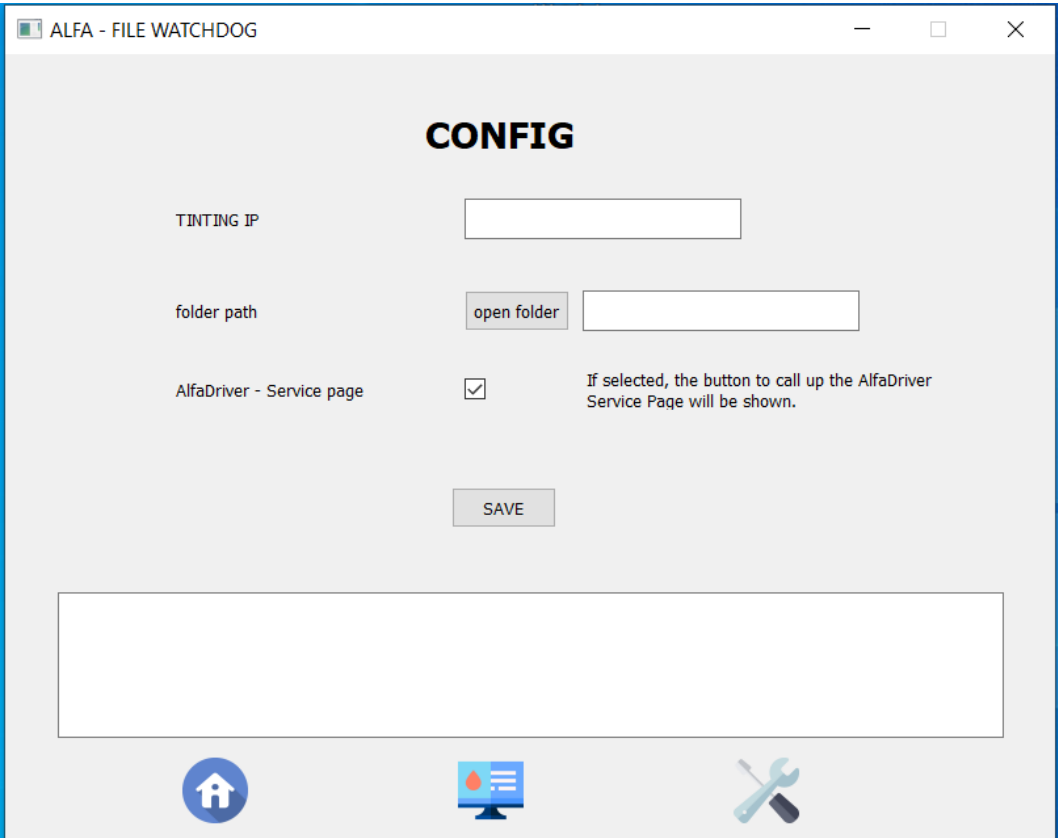 ALFA - FILE WATCHDOG
CONFIG
TINTING IP
folder path
open folder
AlfaDriver - Service page
If selected, the button to call up the AlfaDriver
Service Page will be shown.
SAVE